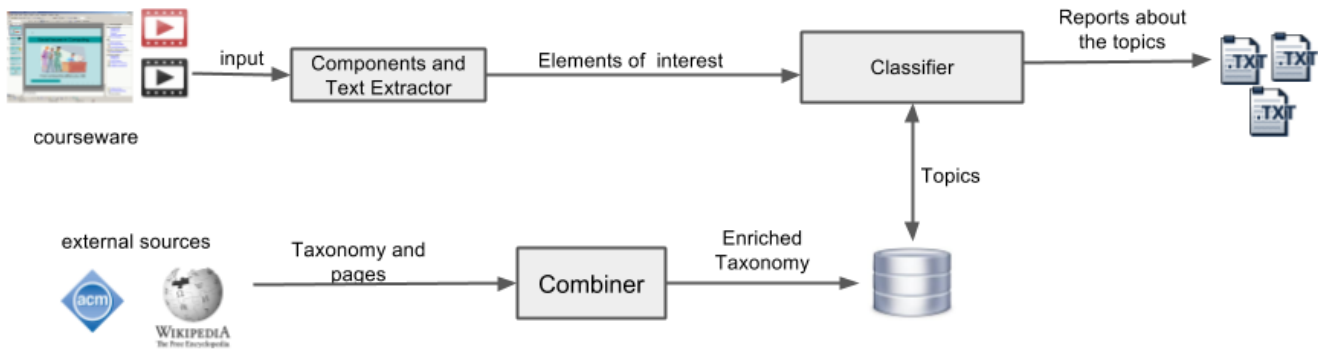 input
Components and
Text Extractor
Elements of interest
Classifier
Reports about
the topics
.TXT
.TXT
.TXT
courseware
Topics
external sources
acm
WIKIPEDIA
The Free Encyclopedia
Taxonomy and
pages
Combiner
Enriched
Taxonomy